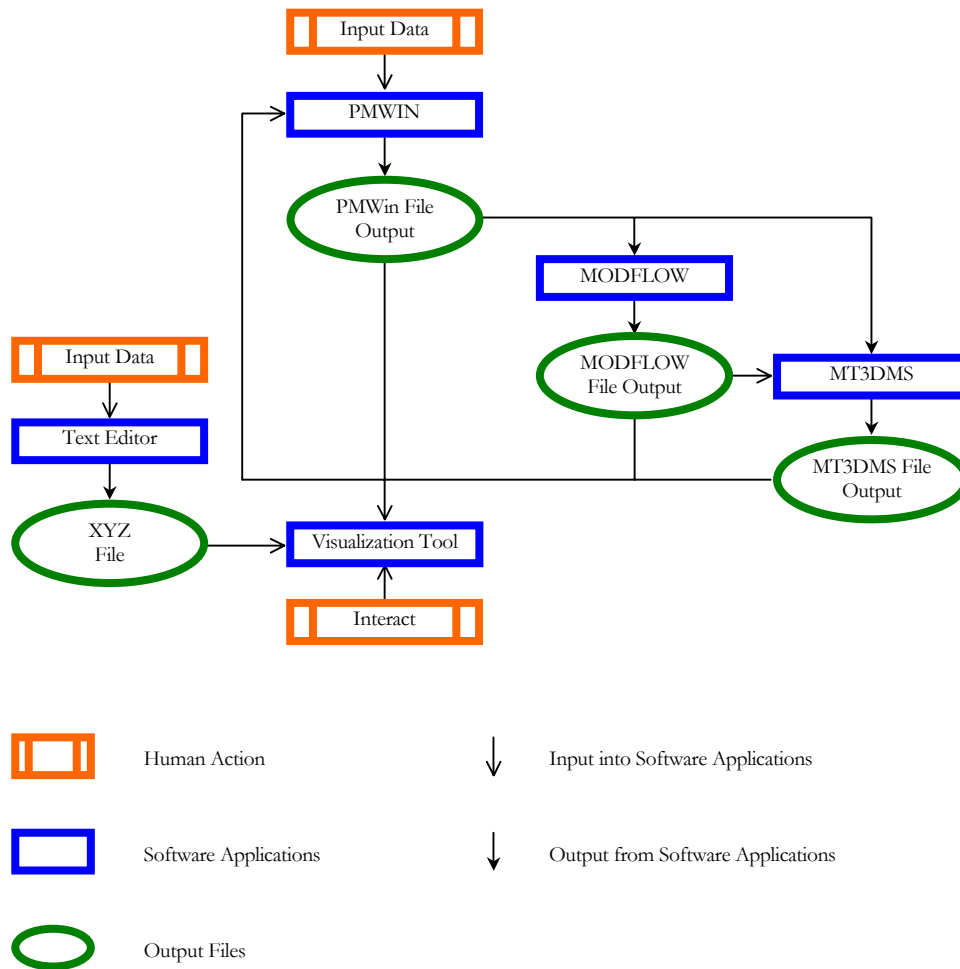 Input Data
PMWIN
PMWin File
Output
MODFLOW
Input Data
MODFLOW
File Output
MT3DMS
Text Editor
MT3DMS File
Output
XYZ
File
Visualization Tool
Interact
Human Action
Input into Software Applications
Software Applications
Output from Software Applications
Output Files